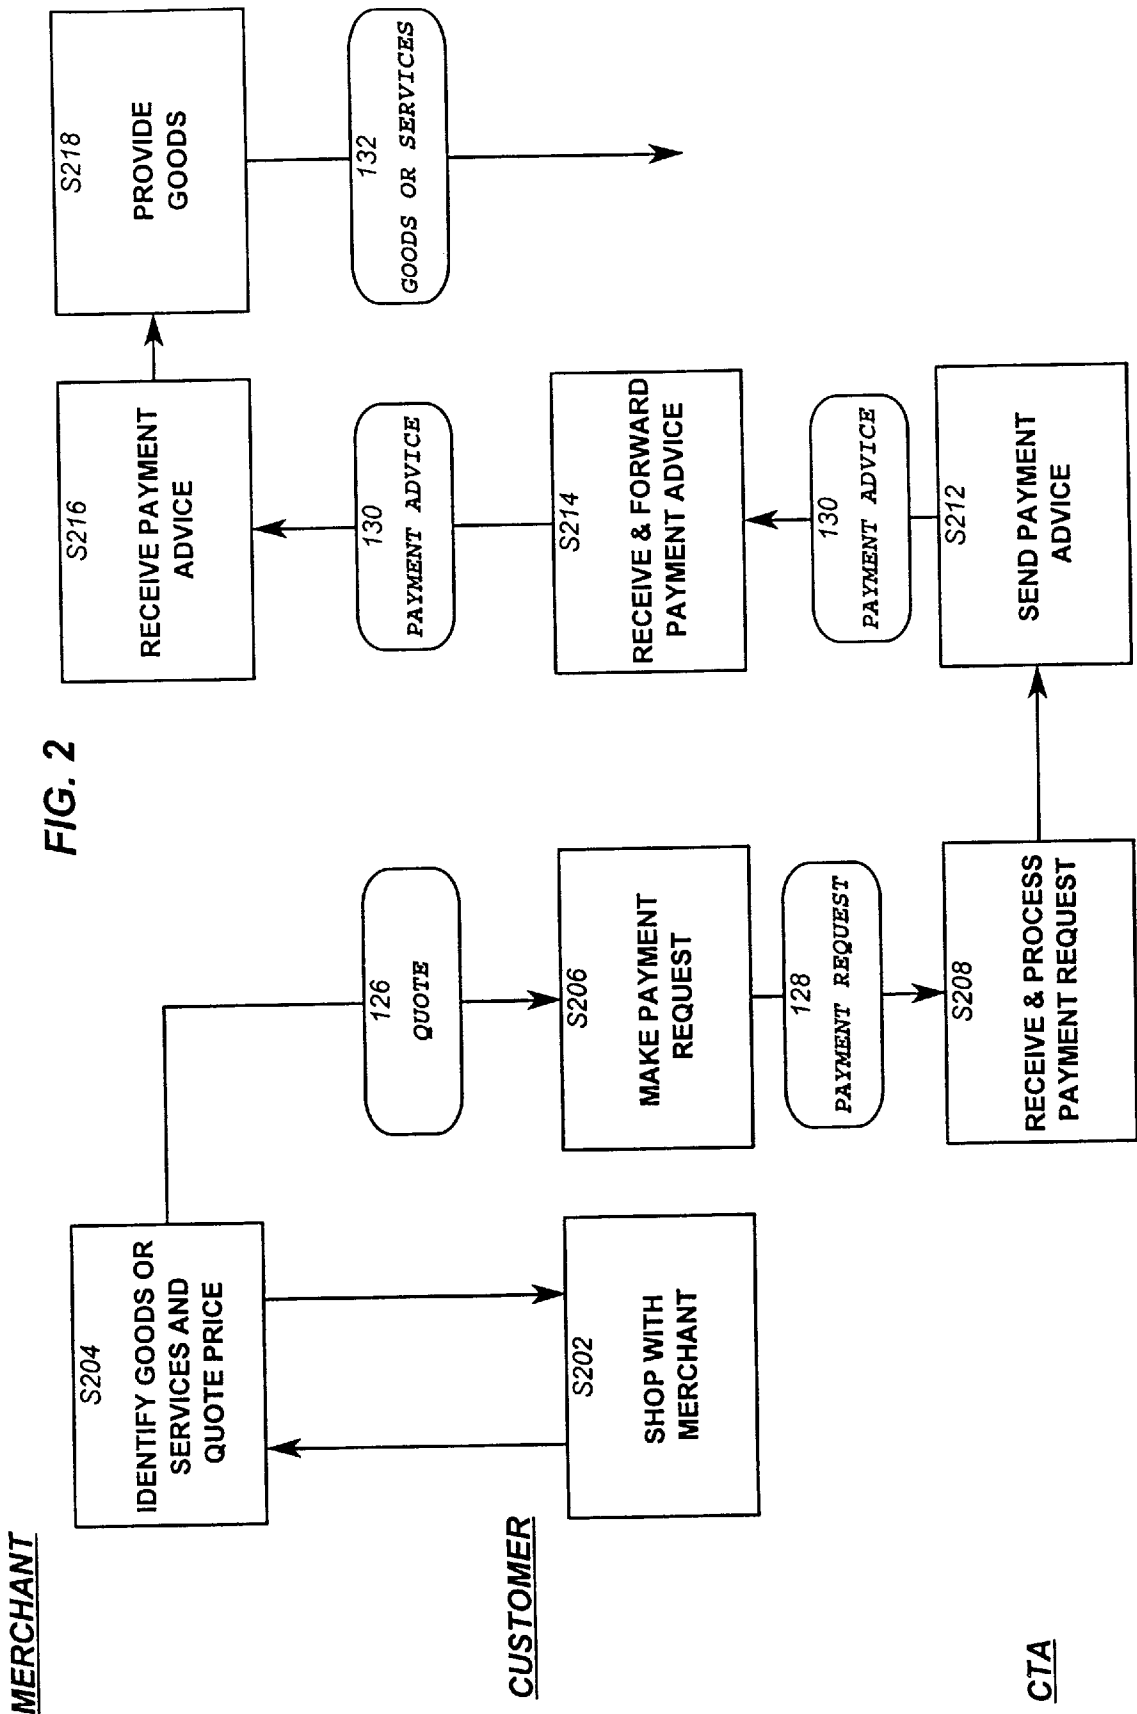 FIG. 2
MERCHANT
S204
IDENTIFY GOODS OR
SERVICES AND
QUOTE PRICE
S216
RECEIVE PAYMENT
ADVICE
S218
PROVIDE
GOODS
126
QUOTE
130
PAYMENT ADVICE
132
GOODS OR SERVICES
CUSTOMER
S202
SHOP WITH
MERCHANT
S206
MAKE PAYMENT
REQUEST
S214
RECEIVE & FORWARD
PAYMENT ADVICE
128
PAYMENT REQUEST
130
PAYMENT ADVICE
CTA
S208
RECEIVE & PROCESS
PAYMENT REQUEST
S212
SEND PAYMENT
ADVICE